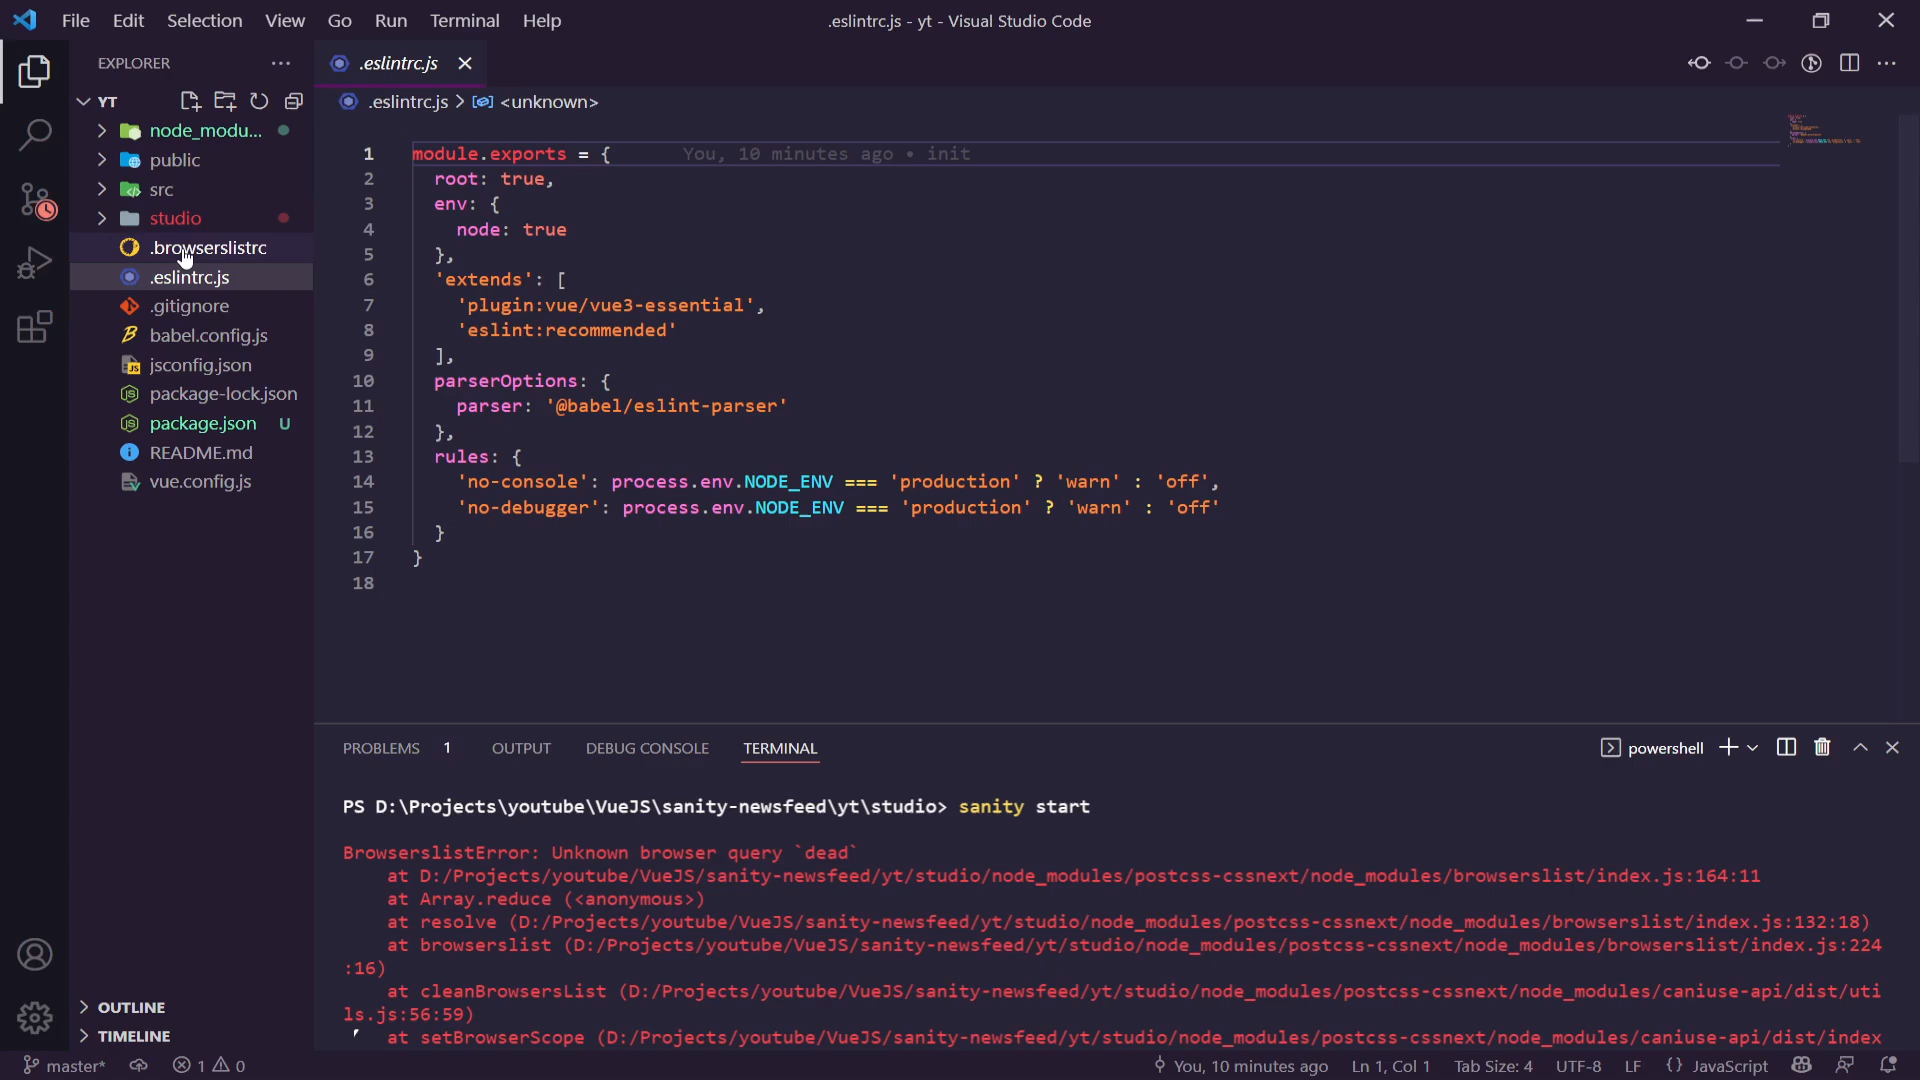 File Edit Selection View Go Run Terminal Help
.eslintrc.js - yt - Visual Studio Code
EXPLORER
YT
node_modu...
public
src
studio
.browserslistrc
.eslintrc.js
.gitignore
babel.config.js
jsconfig.json
package-lock.json
package.json U
README.md
vue.config.js
OUTLINE
TIMELINE
.eslintrc.js
.eslintrc.js > <unknown>
1 module.exports = { You, 10 minutes ago • init
2 root: true,
3 env: {
4 node: true
5 },
6 'extends': [
7 'plugin:vue/vue3-essential',
8 'eslint:recommended'
9 ],
10 parserOptions: {
11 parser: '@babel/eslint-parser'
12 },
13 rules: {
14 'no-console': process.env.NODE_ENV === 'production' ? 'warn' : 'off',
15 'no-debugger': process.env.NODE_ENV === 'production' ? 'warn' : 'off'
16 }
17 }
18
PROBLEMS 1 OUTPUT DEBUG CONSOLE TERMINAL
powershell
PS D:\Projects\youtube\VueJS\sanity-newsfeed\yt\studio> sanity start
BrowserslistError: Unknown browser query `dead`
at D:/Projects/youtube/VueJS/sanity-newsfeed/yt/studio/node_modules/postcss-cssnext/node_modules/browserslist/index.js:164:11
at Array.reduce (<anonymous>)
at resolve (D:/Projects/youtube/VueJS/sanity-newsfeed/yt/studio/node_modules/postcss-cssnext/node_modules/browserslist/index.js:132:18)
at browserslist (D:/Projects/youtube/VueJS/sanity-newsfeed/yt/studio/node_modules/postcss-cssnext/node_modules/browserslist/index.js:224
:16)
at cleanBrowsersList (D:/Projects/youtube/VueJS/sanity-newsfeed/yt/studio/node_modules/postcss-cssnext/node_modules/caniuse-api/dist/uti
ls.js:56:59)
at setBrowserScope (D:/Projects/youtube/VueJS/sanity-newsfeed/yt/studio/node_modules/postcss-cssnext/node_modules/caniuse-api/dist/index
master* 1 0
You, 10 minutes ago Ln 1, Col 1 Tab Size: 4 UTF-8 LF {} JavaScript